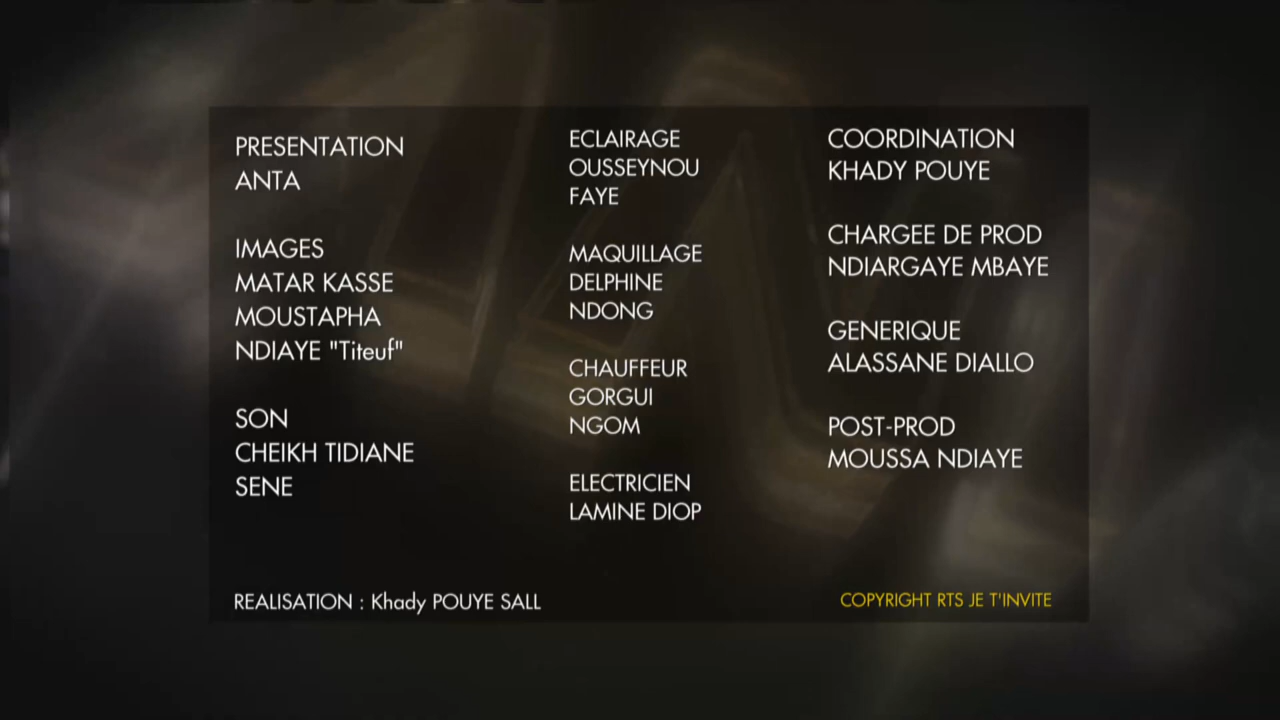 PRESENTATION
ANTA
IMAGES
MATAR KASSE
MOUSTAPHA
NDIAYE "Titeuf"
SON
CHEIKH TIDIANE
SENE
ECLAIRAGE
OUSSEYNOU
FAYE
MAQUILLAGE
DELPHINE
NDONG
CHAUFFEUR
GORGUI
NGOM
ELECTRICIEN
LAMINE DIOP
COORDINATION
KHADY POUYE
CHARGEE DE PROD
NDIARGAYE MBAYE
GENERIQUE
ALASSANE DIALLO
POST-PROD
MOUSSA NDIAYE
REALISATION : Khady POUYE SALL
COPYRIGHT RTS JE T'INVITE